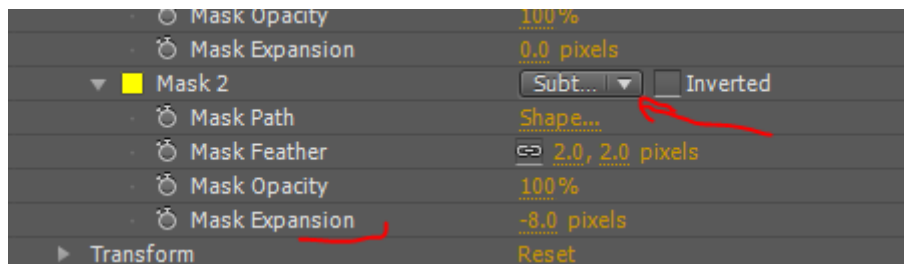 Mask Opacity 100%
Mask Expansion 0.0 pixels
Mask 2 Subt... Inverted
Mask Path Shape...
Mask Feather 2.0, 2.0 pixels
Mask Opacity 100%
Mask Expansion -8.0 pixels
Transform Reset